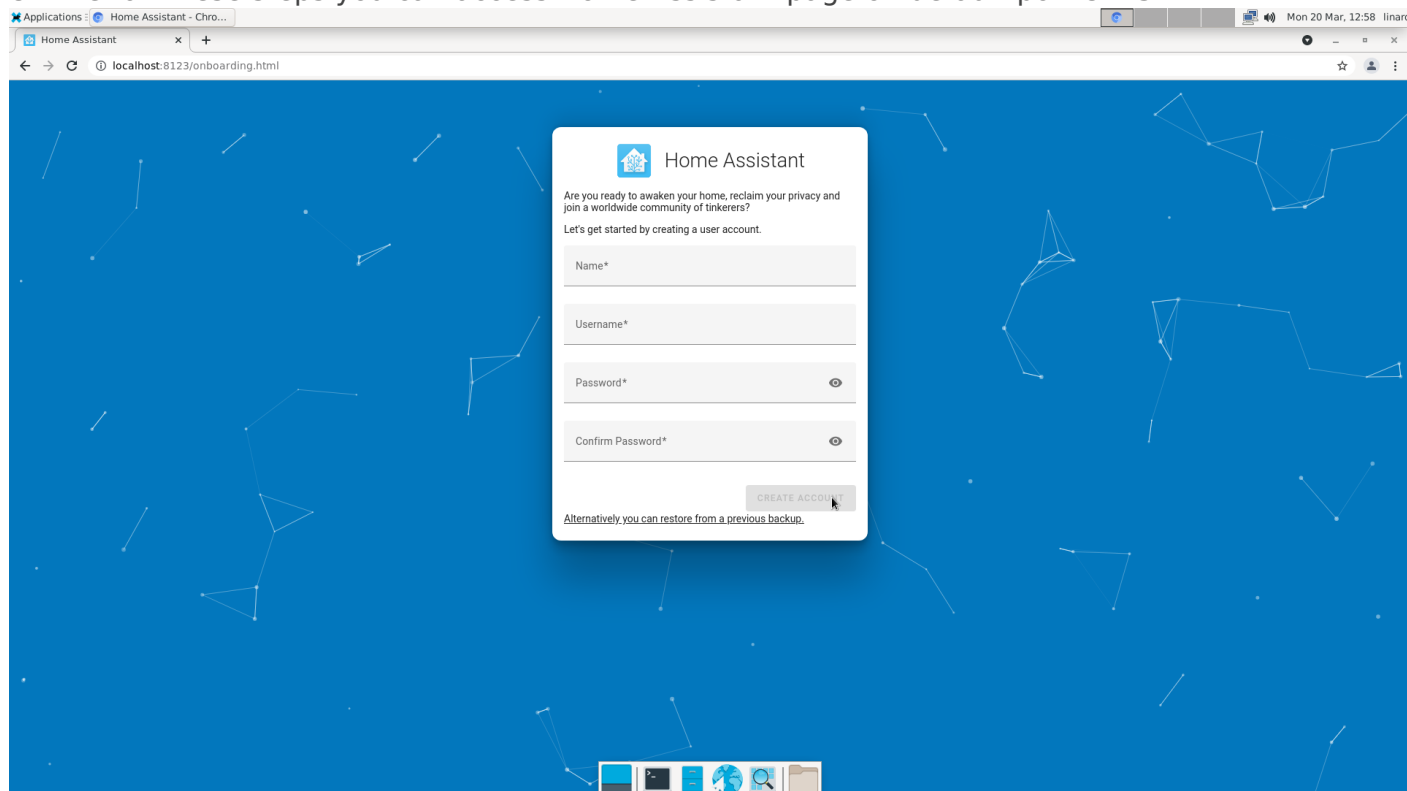 Applications
Home Assistant - Chro...
Mon 20 Mar, 12:58
Home Assistant
localhost:8123/onboarding.html
Home Assistant
Are you ready to awaken your home, reclaim your privacy and
join a worldwide community of tinkerers?
Let's get started by creating a user account.
Name*
Username*
Password*
Confirm Password*
CREATE ACCOUNT
Alternatively you can restore from a previous backup.